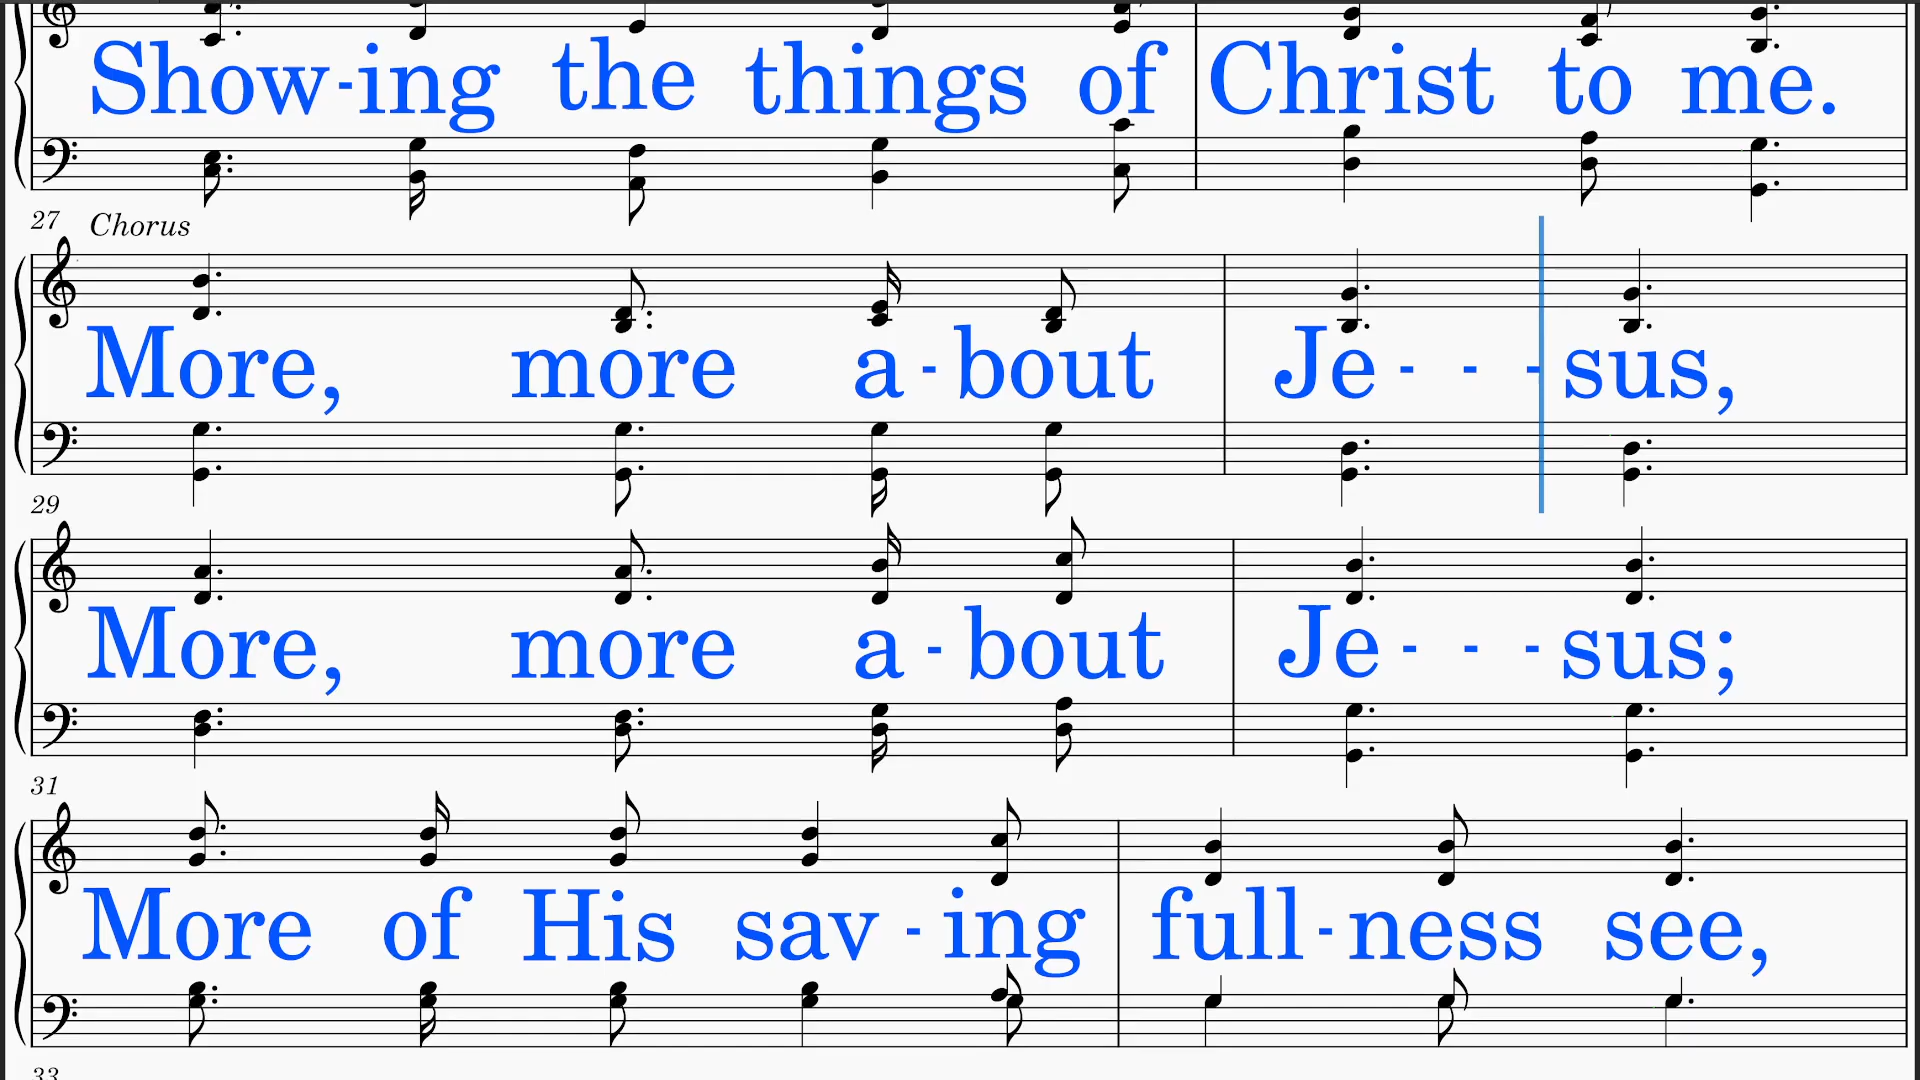 Show-ing the things of Christ to me.
27 Chorus
More, more a-bout Je- - -sus,
29
More, more a-bout Je- - -sus;
31
More of His sav-ing full-ness see,
33